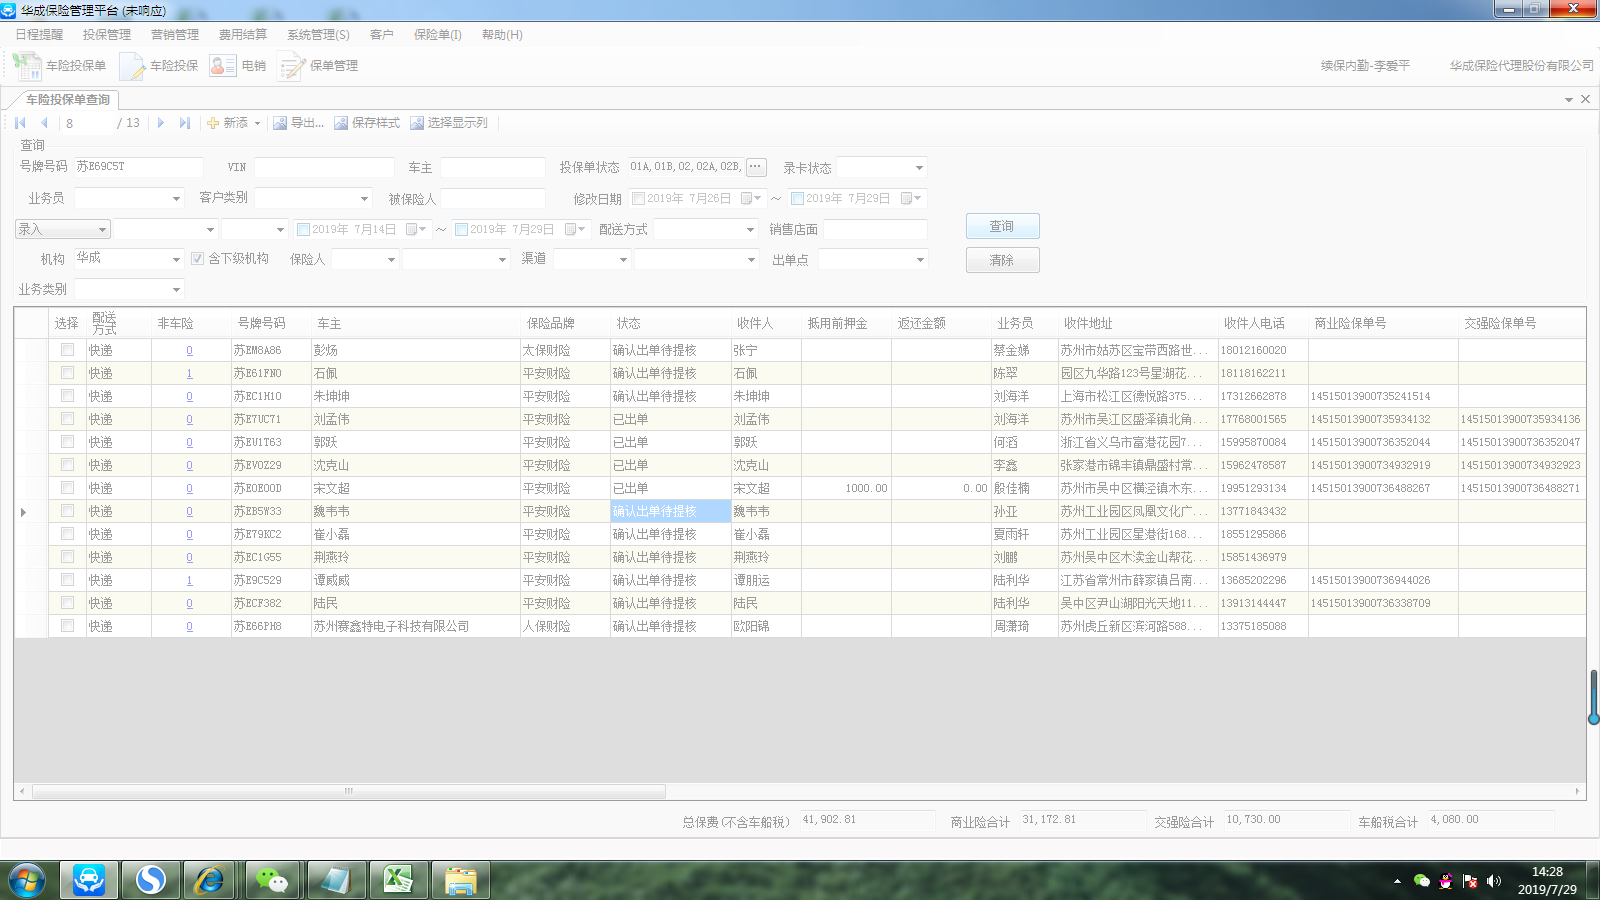 华成保险管理平台 (未响应)
日程提醒 投保管理 营销管理 费用结算 系统管理(S) 客户 保险单(I) 帮助(H)
车险投保单 车险投保 电销 保单管理 续保内勤-李爱平 华成保险代理股份有限公司
车险投保单查询
8 / 13 新添 导出... 保存样式 选择显示列
查询
号牌号码 苏E69C5T VIN 车主 投保单状态 01A,01B,02,02A,02B, ... 录卡状态
业务员 客户类别 被保险人 修改日期 2019年 7月26日 ~ 2019年 7月29日
录入 2019年 7月14日 ~ 2019年 7月29日 配送方式 销售店面 查询
机构 华成 含下级机构 保险人 渠道 出单点 清除
业务类别
选择 配送方式 非车险 号牌号码 车主 保险品牌 状态 收件人 抵用前押金 返还金额 业务员 收件地址 收件人电话 商业险保单号 交强险保单号
快递 0 苏EM8A86 彭炀 太保财险 确认出单待提核 张宁 蔡金娣 苏州市姑苏区宝带西路世... 18012160020
快递 1 苏E61FN0 石佩 平安财险 确认出单待提核 石佩 陈翠 园区九华路123号星湖花... 18118162211
快递 0 苏EC1H10 朱坤坤 平安财险 确认出单待提核 朱坤坤 刘海洋 上海市松江区德悦路375... 17312662878 14515013900735241514
快递 0 苏E7UC71 刘孟伟 平安财险 已出单 刘孟伟 刘海洋 苏州市吴江区盛泽镇北角... 17768001565 14515013900735934132 14515013900735934136
快递 0 苏EU1T63 郭跃 平安财险 已出单 郭跃 何滔 浙江省义乌市富港花园7... 15995870084 14515013900736352044 14515013900736352047
快递 0 苏EV0Z29 沈克山 平安财险 已出单 沈克山 李鑫 张家港市锦丰镇鼎盛村常... 15962478587 14515013900734932919 14515013900734932923
快递 0 苏E0E00D 宋文超 平安财险 已出单 宋文超 1000.00 0.00 殷佳楠 苏州市吴中区横泾镇木东... 19951293134 14515013900736488267 14515013900736488271
快递 0 苏EB5W33 魏韦韦 平安财险 确认出单待提核 魏韦韦 孙亚 苏州工业园区凤凰文化广... 13771843432
快递 0 苏E79KC2 崔小磊 平安财险 确认出单待提核 崔小磊 夏雨轩 苏州工业园区星港街168... 18551295866
快递 0 苏EC1G55 荆燕玲 平安财险 确认出单待提核 荆燕玲 刘鹏 苏州吴中区木渎金山帮花... 15851436979
快递 1 苏E9C529 谭威威 平安财险 确认出单待提核 谭朋运 陆利华 江苏省常州市薛家镇吕南... 13685202296 14515013900736944026
快递 0 苏ECF382 陆民 平安财险 确认出单待提核 陆民 陆利华 吴中区尹山湖阳光天地11... 13913144447 14515013900736338709
快递 0 苏E66PH8 苏州赛鑫特电子科技有限公司 人保财险 确认出单待提核 欧阳锦 周潇琦 苏州虎丘新区滨河路588... 13375185088
总保费(不含车船税) 41,902.81 商业险合计 31,172.81 交强险合计 10,730.00 车船税合计 4,080.00
14:28
2019/7/29